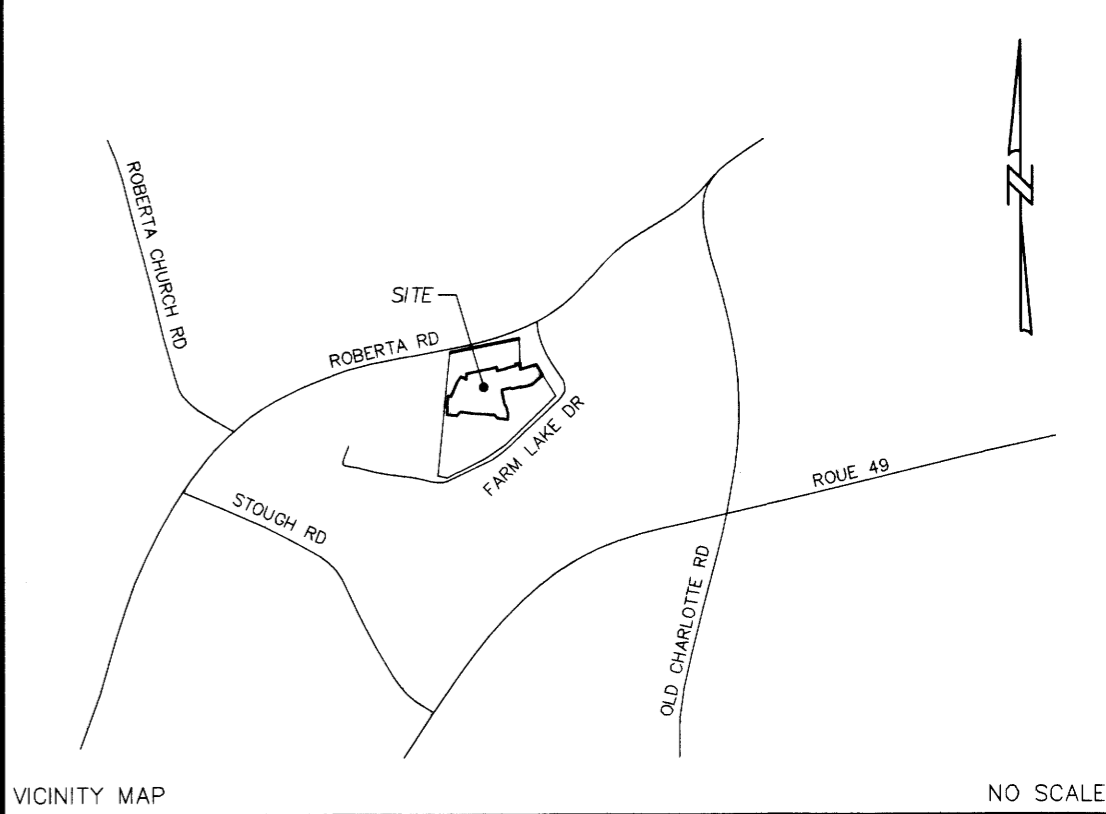 ROBERTA CHURCH RD
N
SITE
ROBERTA RD
FARM LAKE DR
ROUE 49
STOUGH RD
OLD CHARLOTTE RD
VICINITY MAP
NO SCALE